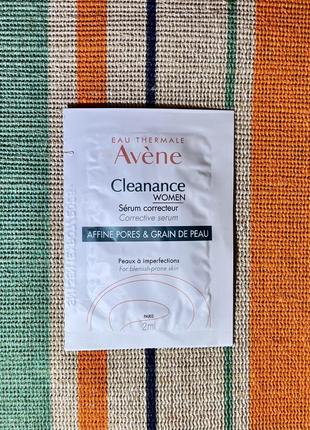 EAU THERMALE
Avène
Cleanance
WOMEN
Sérum correcteur
Corrective serum
AFFINE PORES & GRAIN DE PEAU
Peaux à imperfections
For blemish-prone skin
PARIS
2ml